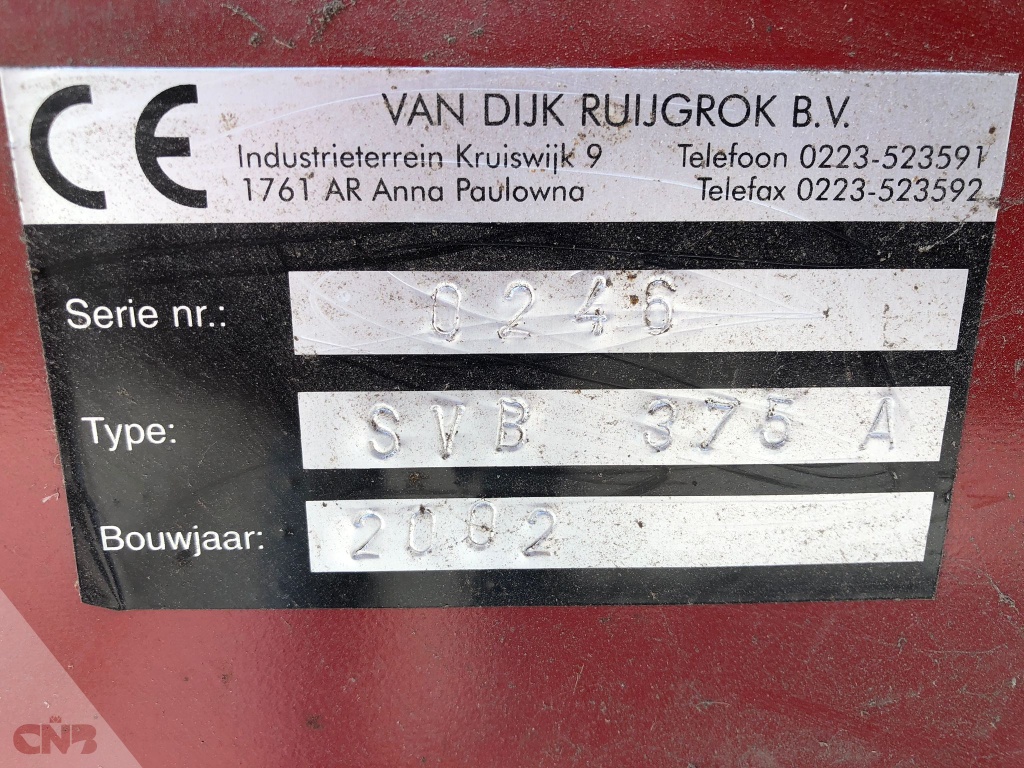 CE
VAN DIJK RUIJGROK B.V.
Industrieterrein Kruiswijk 9 Telefoon 0223-523591
1761 AR Anna Paulowna Telefax 0223-523592
Serie nr.: 0246
Type: SVB 375 A
Bouwjaar: 2002
CNB